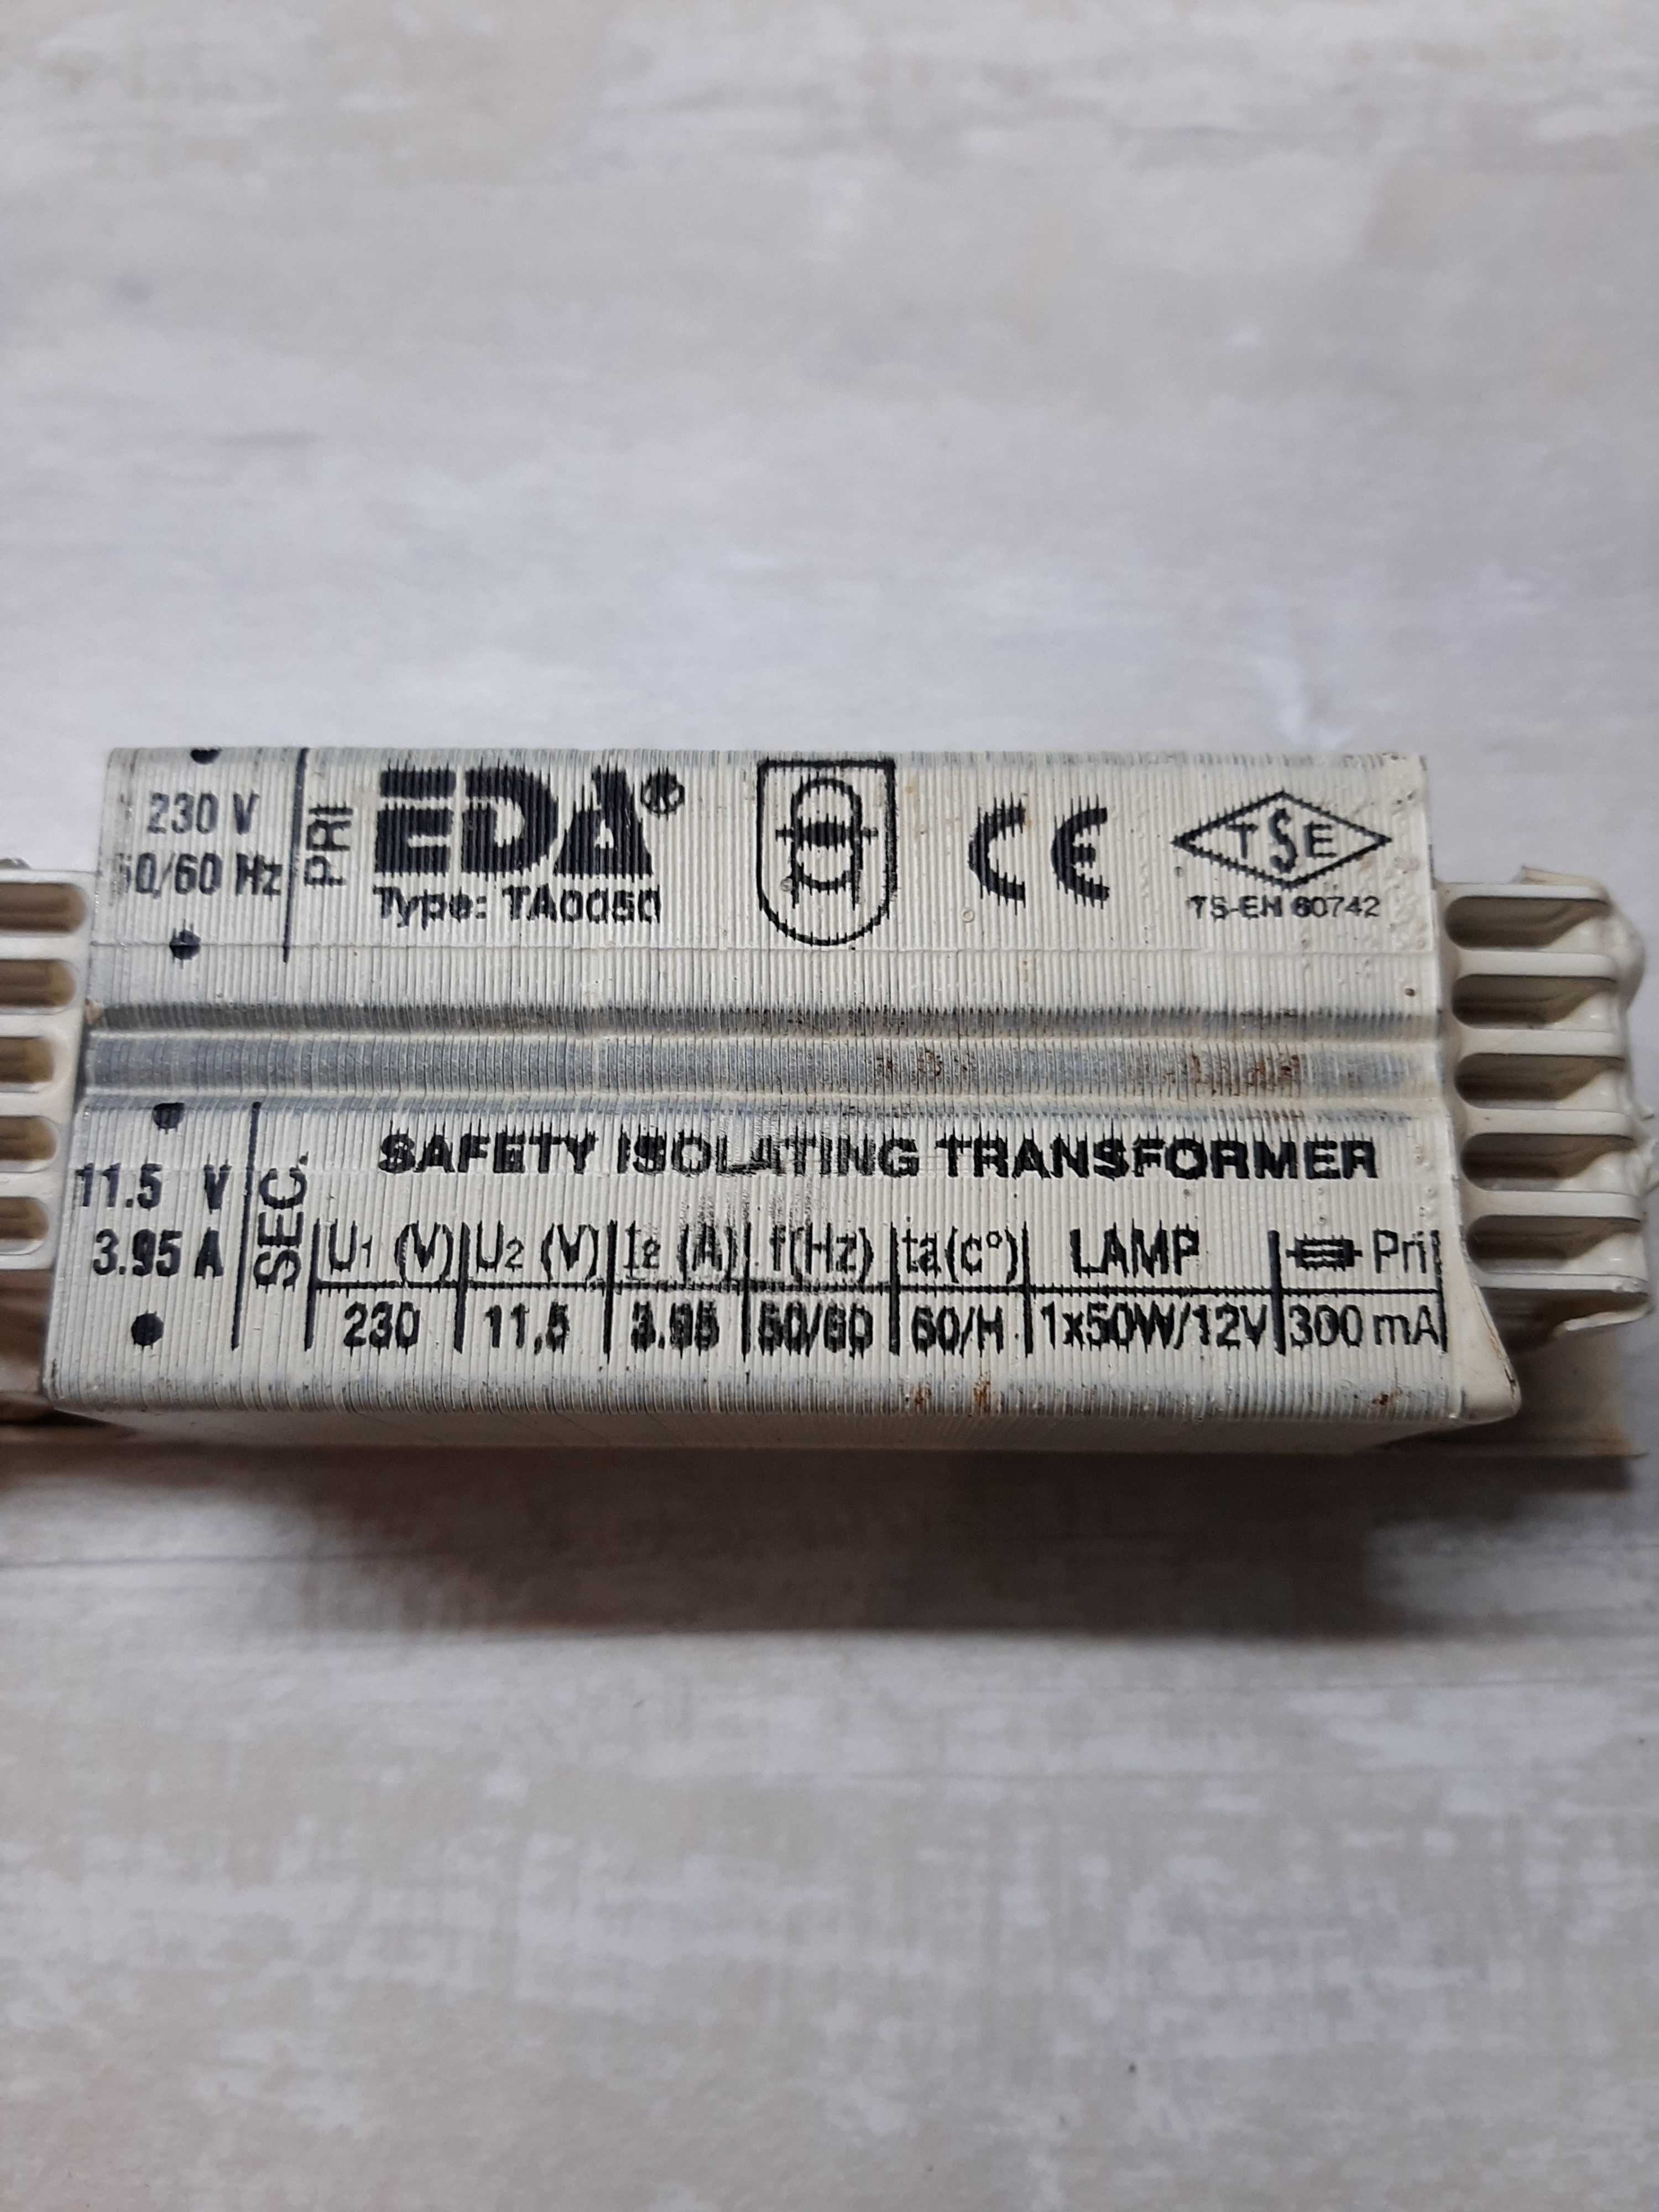 230 V
50/60 Hz
PRI
EDA®
Type: TA0050
CE
TSE
TS-EN 60742
11.5 V
3.95 A
SEC.
SAFETY ISOLATING TRANSFORMER
U1 (V) U2 (V) I2 (A) f(Hz) ta(c°) LAMP Pri
230 11,5 3.95 50/60 60/H 1x50W/12V 300 mA